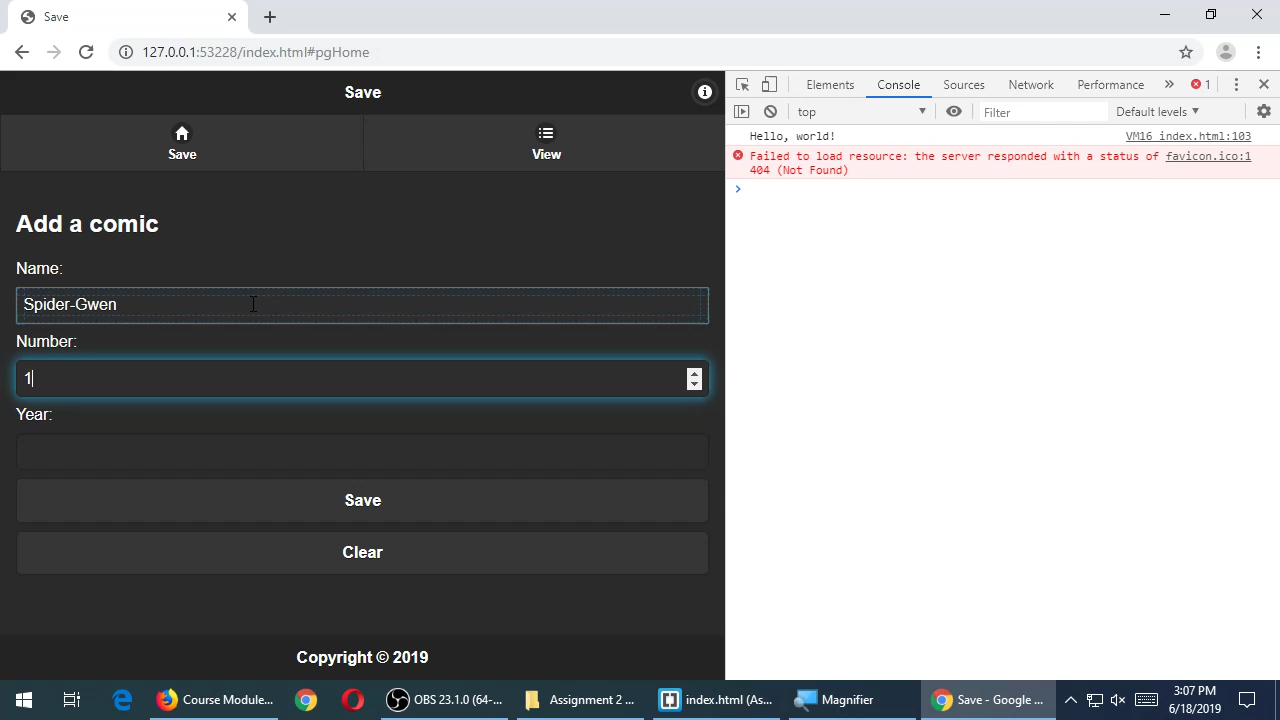 Save
127.0.0.1:53228/index.html#pgHome
Save
Save
View
Add a comic
Name:
Spider-Gwen
Number:
1
Year:
Save
Clear
Copyright © 2019
Elements Console Sources Network Performance » 1
top Filter Default levels
Hello, world! VM16 index.html:103
Failed to load resource: the server responded with a status of favicon.ico:1
404 (Not Found)
Course Module... OBS 23.1.0 (64-... Assignment 2 ... index.html (As... Magnifier Save - Google ... 3:07 PM
6/18/2019